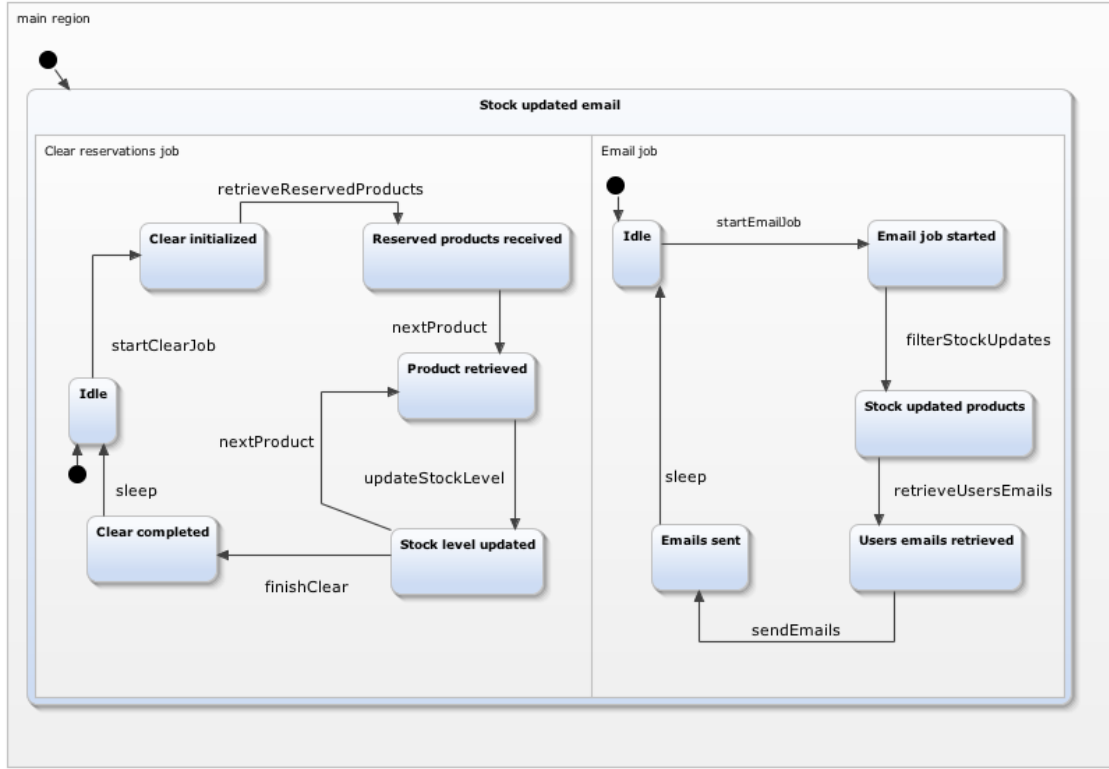 main region
Stock updated email
Clear reservations job
retrieveReservedProducts
Clear initialized
Reserved products received
startClearJob
nextProduct
Product retrieved
Idle
nextProduct
updateStockLevel
sleep
Clear completed
Stock level updated
finishClear
Email job
Idle
startEmailJob
Email job started
filterStockUpdates
Stock updated products
sleep
retrieveUsersEmails
Emails sent
Users emails retrieved
sendEmails